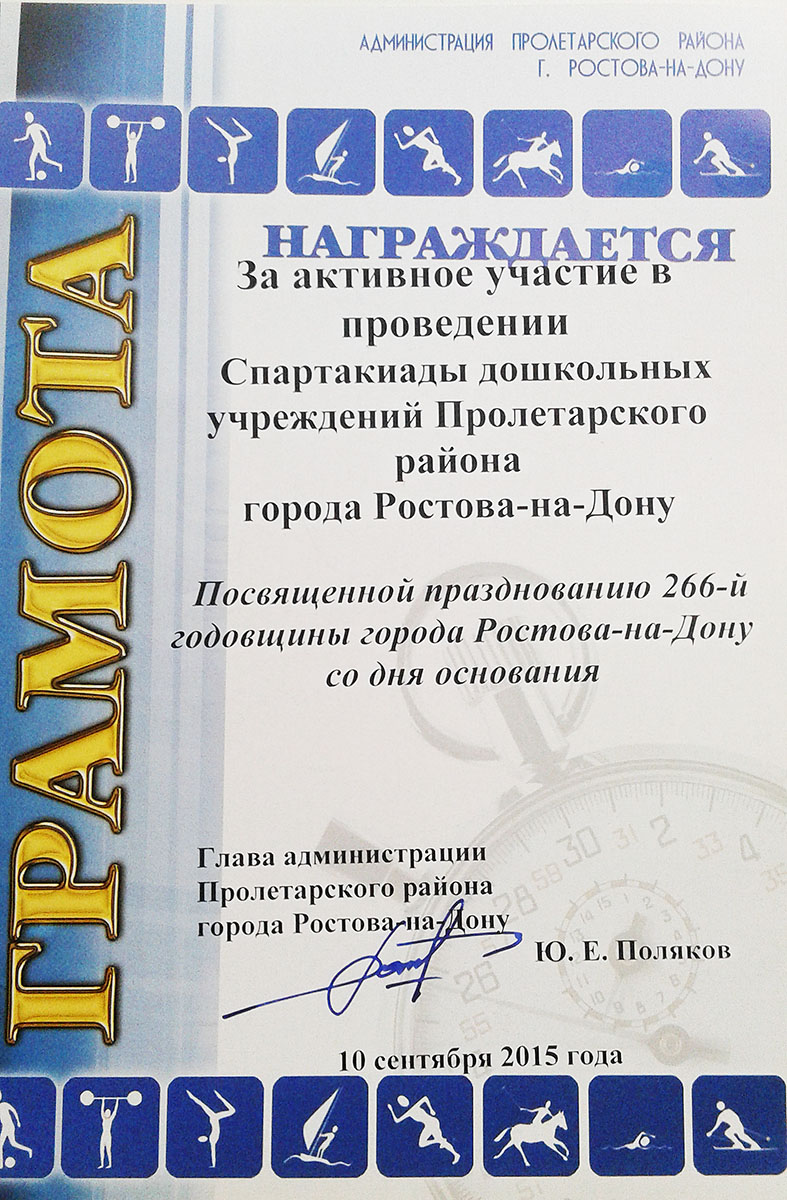 АДМИНИСТРАЦИЯ ПРОЛЕТАРСКОГО РАЙОНА
Г. РОСТОВА-НА-ДОНУ
ГРАМОТА
НАГРАЖДАЕТСЯ
За активное участие в
проведении
Спартакиады дошкольных
учреждений Пролетарского
района
города Ростова-на-Дону
Посвященной празднованию 266-й
годовщины города Ростова-на-Дону
со дня основания
Глава администрации
Пролетарского района
города Ростова-на-Дону
Ю. Е. Поляков
10 сентября 2015 года